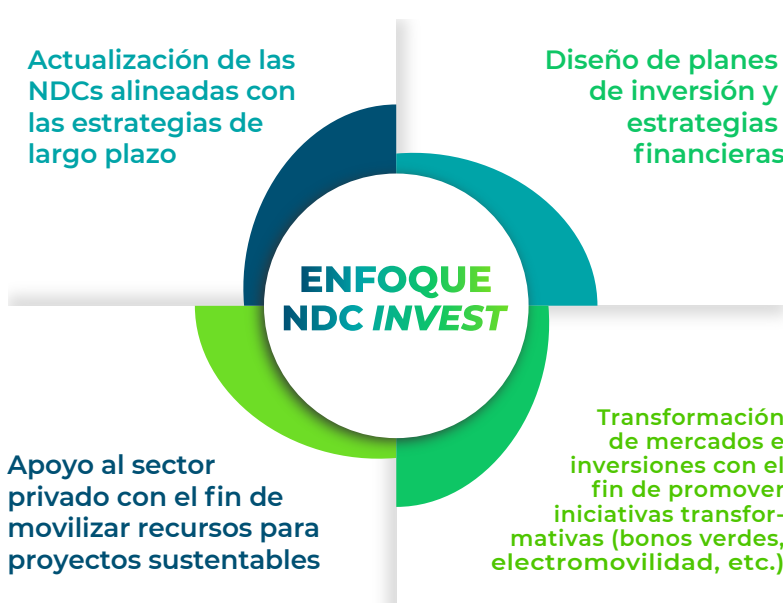 Actualización de las
NDCs alineadas con
las estrategias de
largo plazo
Diseño de planes
de inversión y
estrategias
financieras
ENFOQUE
NDC INVEST
Apoyo al sector
privado con el fin de
movilizar recursos para
proyectos sustentables
Transformación
de mercados e
inversiones con el
fin de promover
iniciativas transfor-
mativas (bonos verdes,
electromovilidad, etc.)